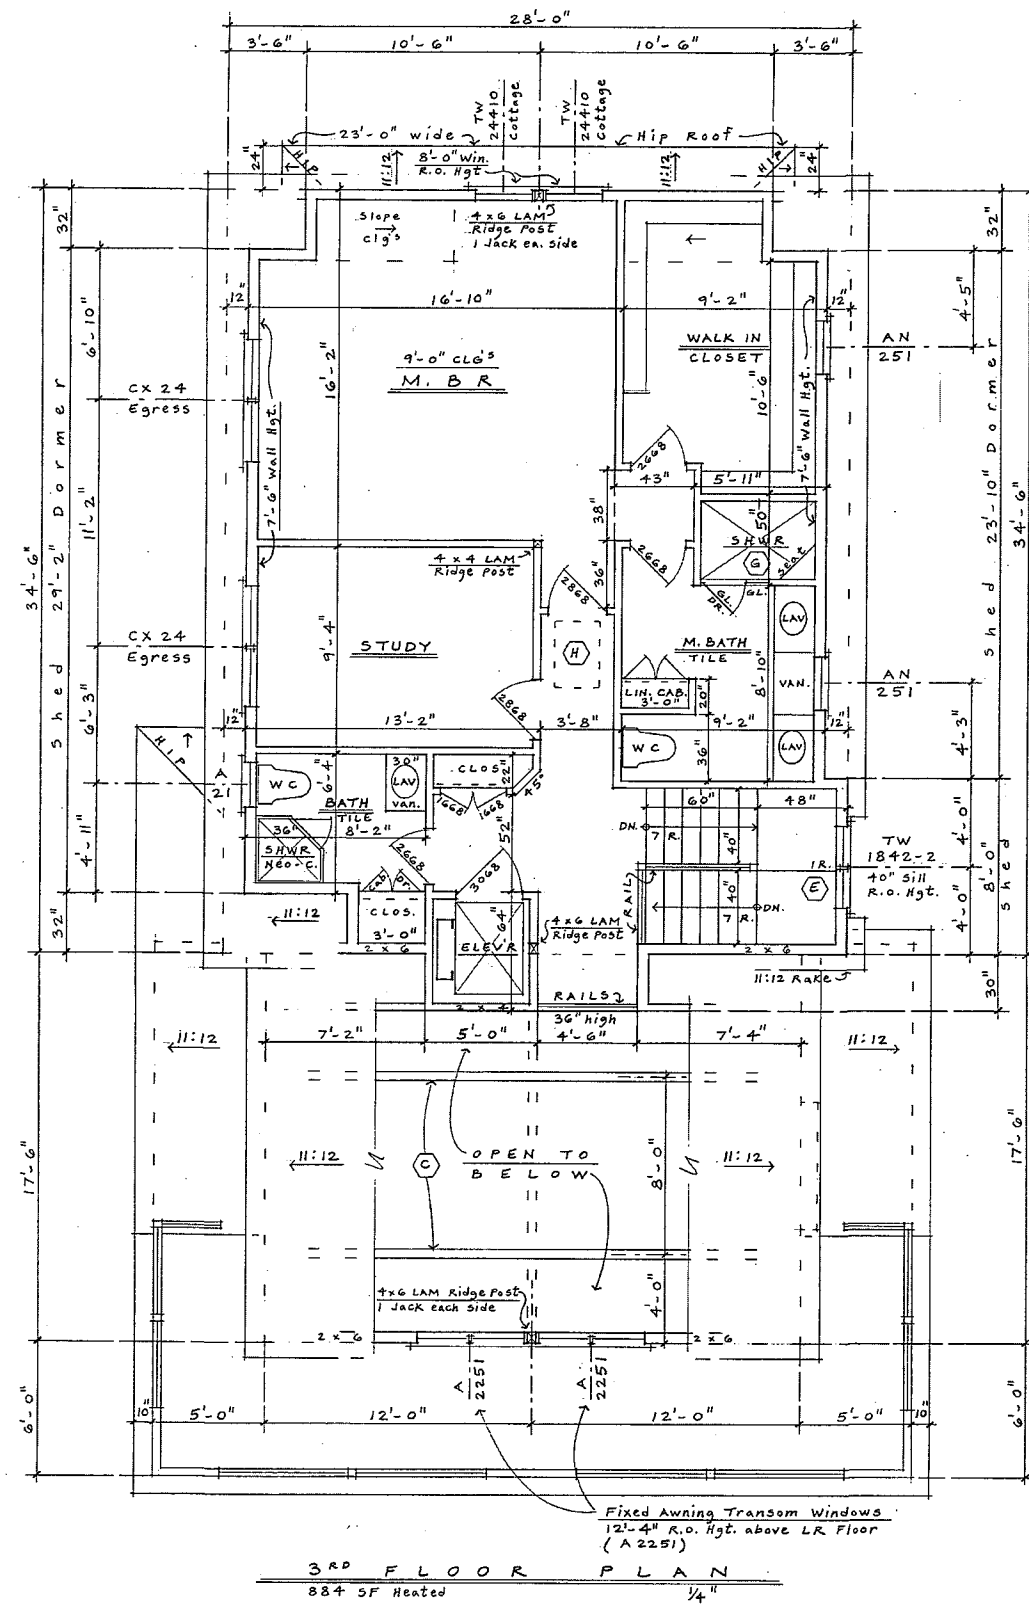 28'-0"
3'-6"
10'-6"
10'-6"
3'-6"
TW
24410
Cottage
TW
24410
Cottage
23'-0" wide
Hip Roof
24"
HIP
11:12
8'-0" Win.
R.O. Hgt
11:12
HIP
24"
32"
Slope
Clg's
4x6 LAM
Ridge Post
1 Jack ea. side
32"
12"
16'-10"
9'-2"
12"
6'-10"
4'-5"
9'-0" CLG'S
M. BR
WALK IN
CLOSET
AN
251
16'-2"
10'-6"
CX 24
Egress
7'-6" Wall Hgt.
7'-6" Wall Hgt.
Shed 29'-2" Dormer
Shed 23'-10" Dormer
34'-6"
34'-6"
11'-2"
2668
43"
5'-11"
38"
50"
SHWR
G
seat
4 x 4 LAM
Ridge Post
2668
36"
2868
GL.
DR.
GL.
LAV
CX 24
Egress
STUDY
9'-4"
H
M. BATH
TILE
8'-10"
VAN.
AN
251
LIN. CAB.
3'-0"
20"
6'-3"
12"
13'-2"
2868
3'-8"
9'-2"
12"
4'-3"
HIP
WC
36"
LAV
A
21
WC
6'-4"
30"
LAV
Van.
CLOS.
22"
45°
BATH
TILE
1668
1668
60"
48"
4'-11"
36"
8'-2"
52"
DN.
7 R.
40"
4'-0"
TW
1842-2
40" Sill
R.O. Hgt.
8'-0"
Shed
SHWR
Neo-C.
2668
3068
1 R.
E
Cab.
Dr.
40"
RAIL
32"
11:12
CLOS.
3'-0"
64"
ELEV'R
4x6 LAM
Ridge Post
7 R.
DN.
4'-0"
2 x 6
2 x 6
11:12 Rake
2 x 4
RAILS
36" high
30"
11:12
7'-2"
5'-0"
4'-6"
7'-4"
11:12
17'-6"
11:12
C
OPEN TO
BELOW
8'-0"
11:12
17'-6"
4x6 LAM Ridge Post
1 Jack each side
4'-0"
2 x 6
2 x 6
A
2251
A
2251
6'-0"
10"
5'-0"
12'-0"
12'-0"
5'-0"
10"
6'-0"
Fixed Awning Transom Windows
12'-4" R.O. Hgt. above LR Floor
(A 2251)
3RD FLOOR PLAN
884 SF Heated
1/4"